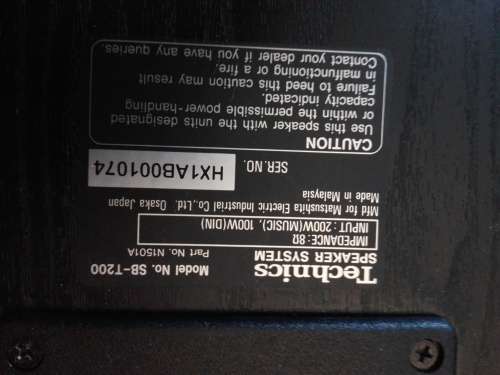 Technics
SPEAKER SYSTEM
Model No. SB-T200
Part No. N1501A
IMPEDANCE: 8Ω
INPUT: 200W(MUSIC), 100W(DIN)
Mfd for Matsushita Electric Industrial Co., Ltd. Osaka Japan
Made in Malaysia
SER.NO.
HX1AB001074
CAUTION
Use this speaker with the units designated
or within permissible power-handling
capacity indicated.
Failure to heed this caution may result
in malfunctioning or a fire.
Contact your dealer if you have any queries.